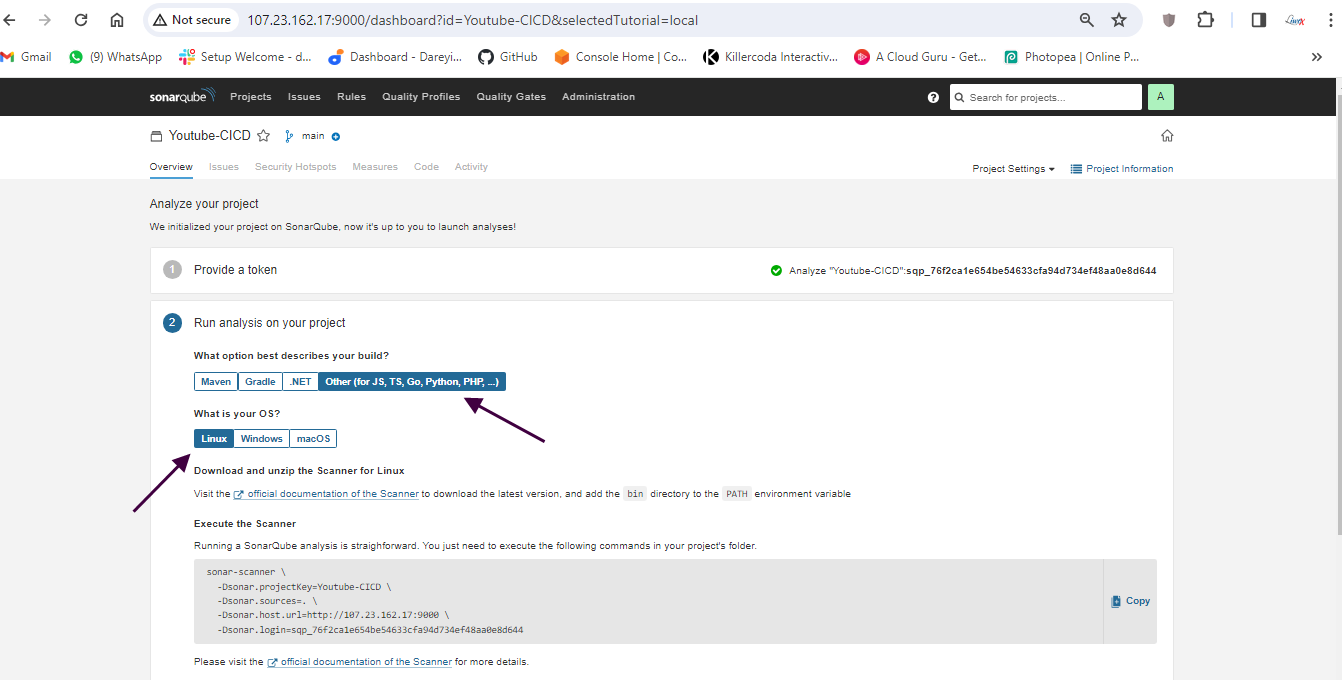 Not secure 107.23.162.17:9000/dashboard?id=Youtube-CICD&selectedTutorial=local
Gmail (9) WhatsApp Setup Welcome - d... Dashboard - Dareyi... GitHub Console Home | Co... Killercoda Interactiv... A Cloud Guru - Get... Photopea | Online P... »
sonarqube Projects Issues Rules Quality Profiles Quality Gates Administration ? Search for projects... A
Youtube-CICD main
Overview Issues Security Hotspots Measures Code Activity Project Settings Project Information
Analyze your project
We initialized your project on SonarQube, now it's up to you to launch analyses!
1 Provide a token Analyze "Youtube-CICD":sqp_76f2ca1e654be54633cfa94d734ef48aa0e8d644
2 Run analysis on your project
What option best describes your build?
Maven Gradle .NET Other (for JS, TS, Go, Python, PHP, ...)
What is your OS?
Linux Windows macOS
Download and unzip the Scanner for Linux
Visit the official documentation of the Scanner to download the latest version, and add the bin directory to the PATH environment variable
Execute the Scanner
Running a SonarQube analysis is straighforward. You just need to execute the following commands in your project's folder.
sonar-scanner \
-Dsonar.projectKey=Youtube-CICD \
-Dsonar.sources=. \
-Dsonar.host.url=http://107.23.162.17:9000 \
-Dsonar.login=sqp_76f2ca1e654be54633cfa94d734ef48aa0e8d644
Copy
Please visit the official documentation of the Scanner for more details.